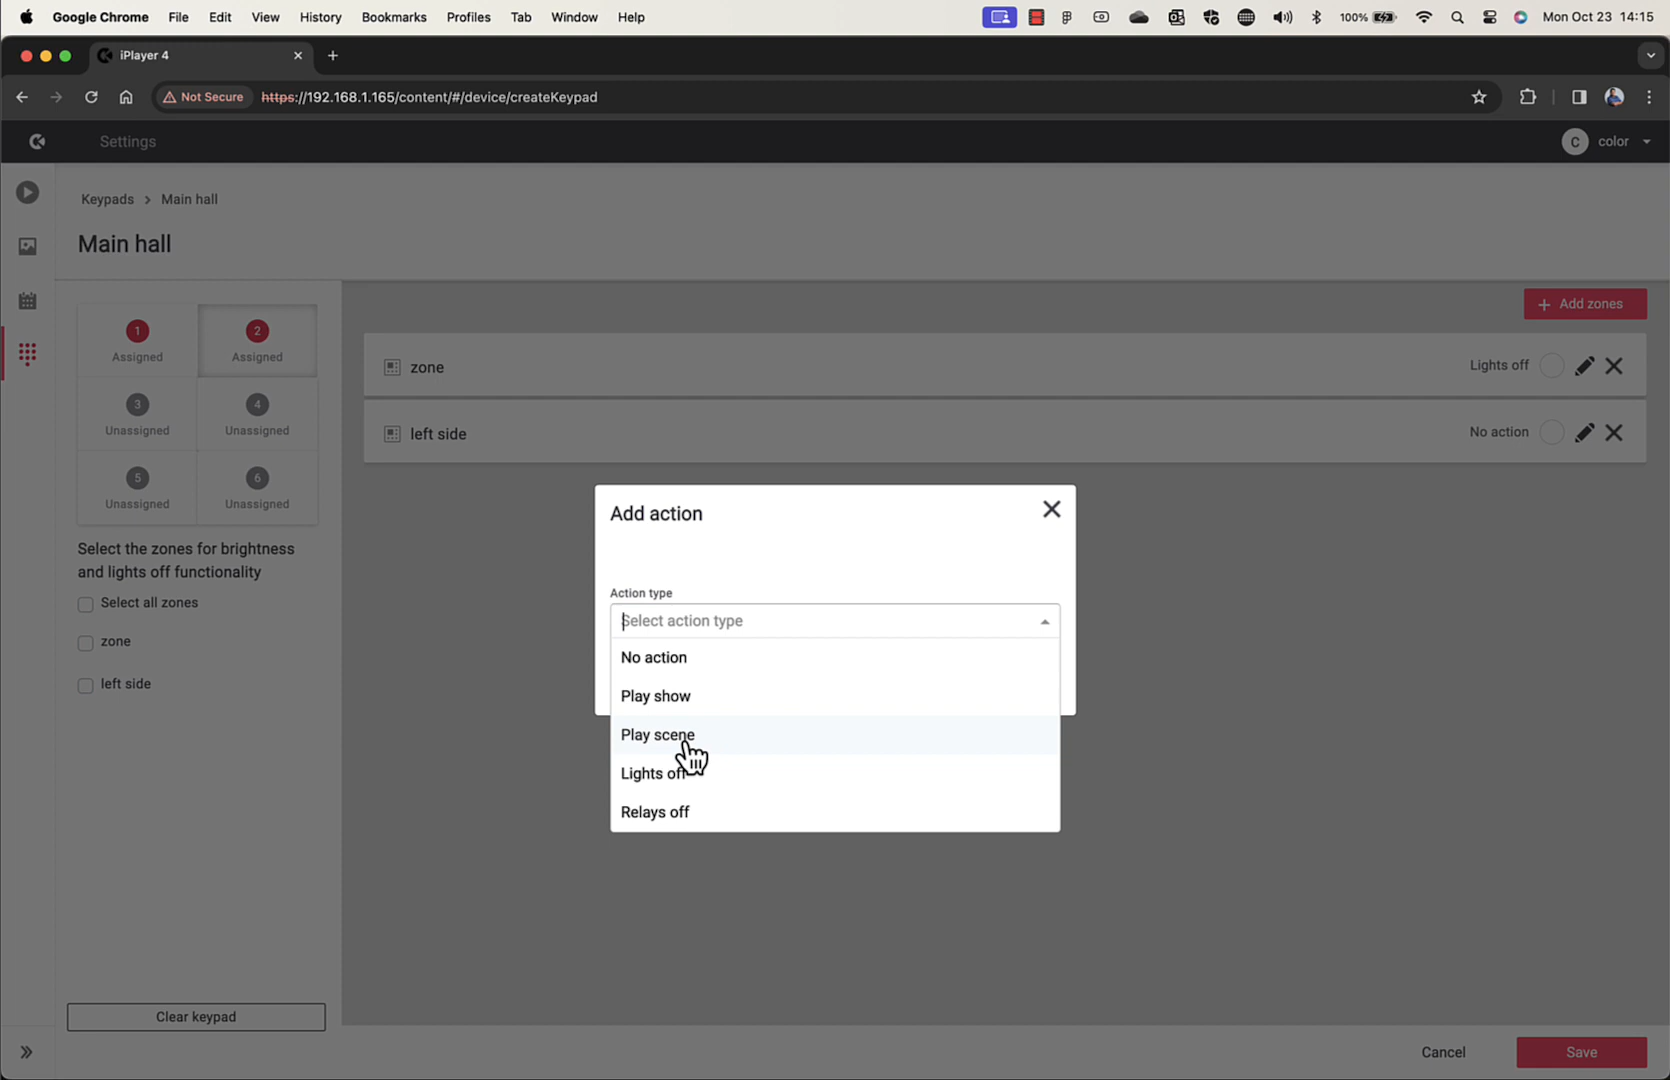 Google Chrome File Edit View History Bookmarks Profiles Tab Window Help 100% Mon Oct 23 14:15
iPlayer 4
Not Secure https://192.168.1.165/content/#/device/createKeypad
Settings C color
Keypads > Main hall
Main hall
+ Add zones
1 2
Assigned Assigned
zone Lights off
3 4
Unassigned Unassigned
left side No action
5 6
Unassigned Unassigned
Select the zones for brightness
and lights off functionality
Select all zones
zone
left side
Add action
Action type
Select action type
No action
Play show
Play scene
Lights off
Relays off
Clear keypad
Cancel Save